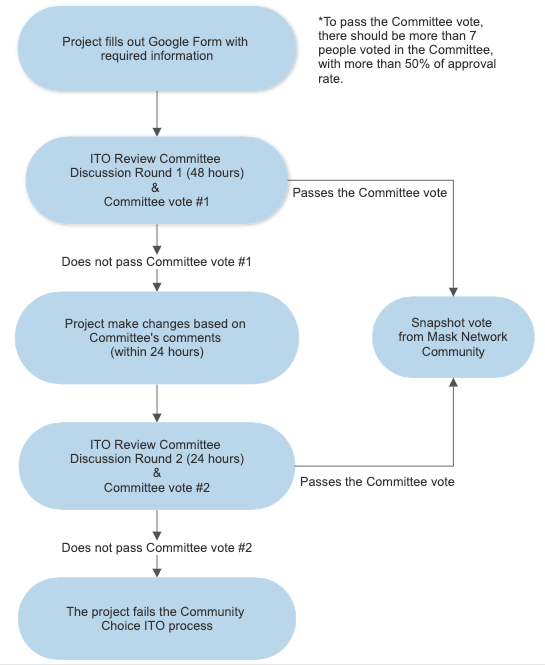 Project fills out Google Form with
required information
*To pass the Committee vote,
there should be more than 7
people voted in the Committee,
with more than 50% of approval
rate.
ITO Review Committee
Discussion Round 1 (48 hours)
&
Committee vote #1
Passes the Committee vote
Does not pass Committee vote #1
Project make changes based on
Committee's comments
(within 24 hours)
Snapshot vote
from Mask Network
Community
ITO Review Committee
Discussion Round 2 (24 hours)
&
Committee vote #2
Passes the Committee vote
Does not pass Committee vote #2
The project fails the Community
Choice ITO process